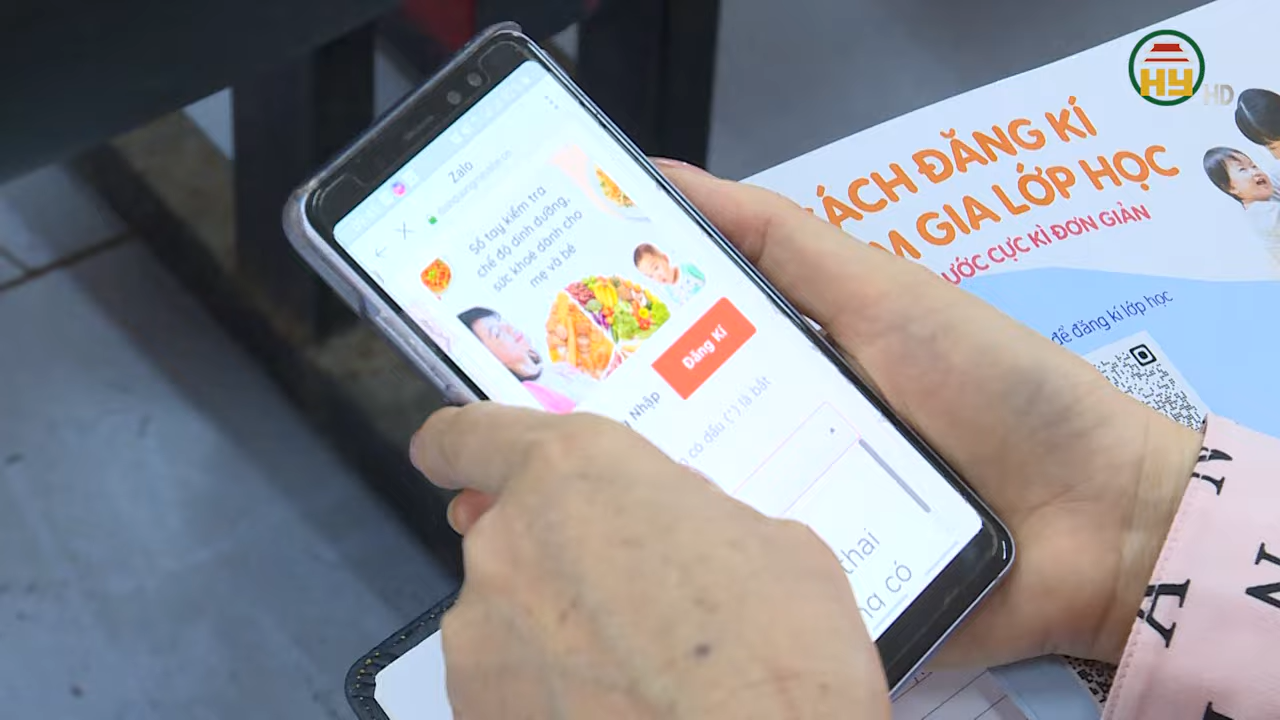 HY
HD
ÁCH ĐĂNG KÍ
GIA LỚP HỌC
ƯỚC CỰC KÌ ĐƠN GIẢN
để đăng kí lớp học
Zalo
Sổ tay kiểm tra
chế độ dinh dưỡng,
sức khoẻ dành cho
mẹ và bé
Đăng Kí
Nhập
có dấu (*) là bắt
thai
có
A